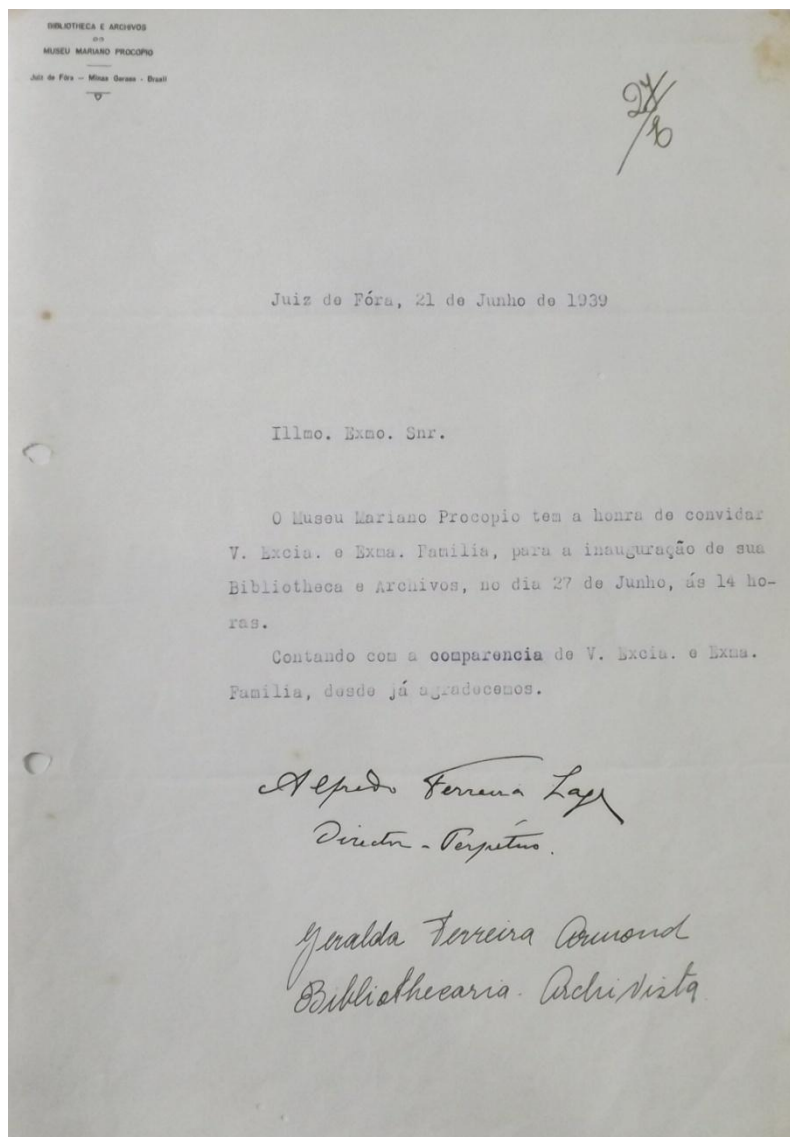 BIBLIOTHECA E ARCHIVOS
DO
MUSEU MARIANO PROCOPIO
Juiz de Fóra — Minas Geraes - Brasil
27/6
Juiz de Fóra, 21 de Junho de 1939
Illmo. Exmo. Snr.
O Museu Mariano Procopio tem a honra de convidar
V. Excia. e Exma. Familia, para a inauguração de sua
Bibliotheca e Archivos, no dia 27 de Junho, ás 14 ho-
ras.
Contando com a comparencia de V. Excia. e Exma.
Familia, desde já agradecemos.
Alfredo Ferreira Lage
Director - Perpétuo.
Geralda Ferreira Armond
Bibliothecaria - Archivista